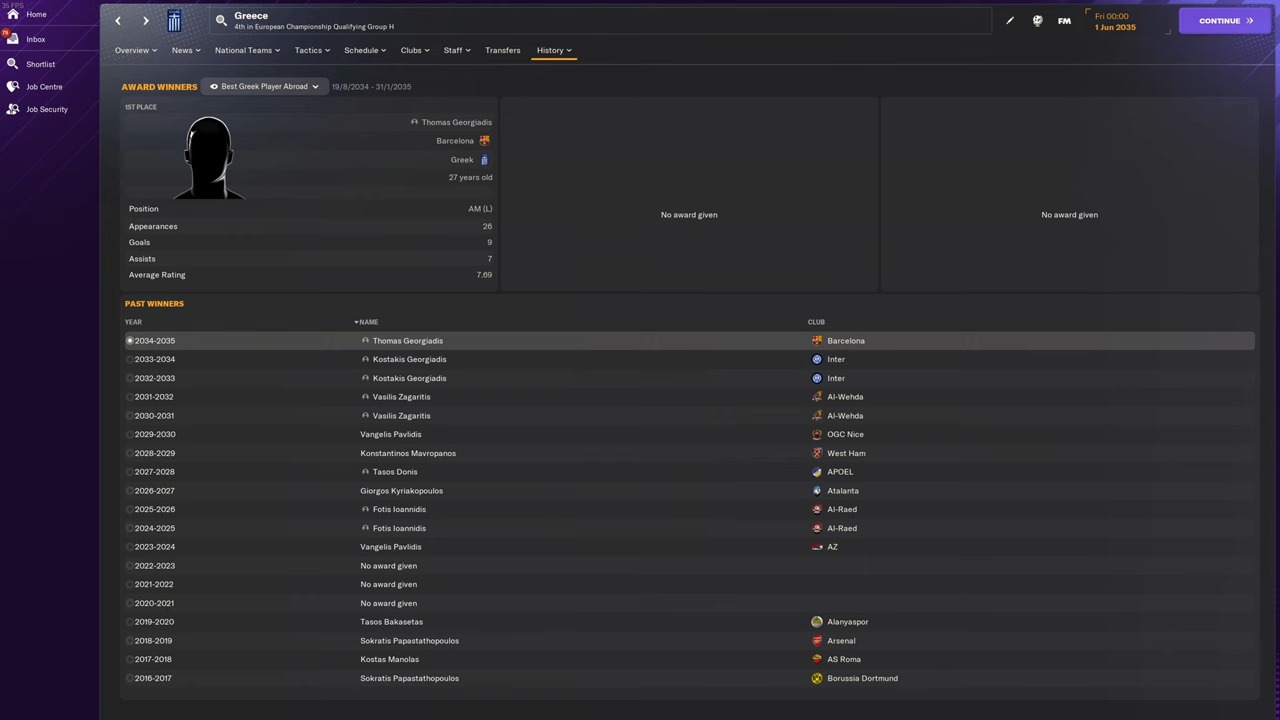 35 FPS
Home
76
Inbox
Shortlist
Job Centre
Job Security
Greece
4th in European Championship Qualifying Group H
FM
Fri 00:00
1 Jun 2035
CONTINUE
Overview News National Teams Tactics Schedule Clubs Staff Transfers History
AWARD WINNERS Best Greek Player Abroad 19/8/2034 - 31/1/2035
1ST PLACE
Thomas Georgiadis
Barcelona
Greek
27 years old
Position AM (L)
Appearances 26
Goals 9
Assists 7
Average Rating 7.69
No award given
No award given
PAST WINNERS
YEAR NAME CLUB
2034-2035 Thomas Georgiadis Barcelona
2033-2034 Kostakis Georgiadis Inter
2032-2033 Kostakis Georgiadis Inter
2031-2032 Vasilis Zagaritis Al-Wehda
2030-2031 Vasilis Zagaritis Al-Wehda
2029-2030 Vangelis Pavlidis OGC Nice
2028-2029 Konstantinos Mavropanos West Ham
2027-2028 Tasos Donis APOEL
2026-2027 Giorgos Kyriakopoulos Atalanta
2025-2026 Fotis Ioannidis Al-Raed
2024-2025 Fotis Ioannidis Al-Raed
2023-2024 Vangelis Pavlidis AZ
2022-2023 No award given
2021-2022 No award given
2020-2021 No award given
2019-2020 Tasos Bakasetas Alanyaspor
2018-2019 Sokratis Papastathopoulos Arsenal
2017-2018 Kostas Manolas AS Roma
2016-2017 Sokratis Papastathopoulos Borussia Dortmund